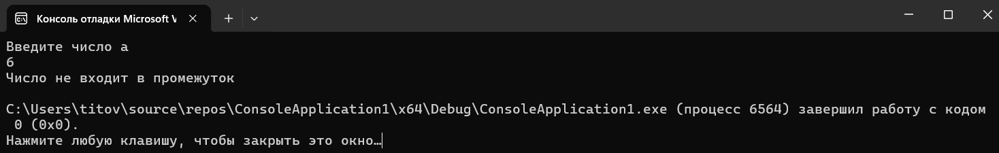 Консоль отладки Microsoft V
Введите число a
6
Число не входит в промежуток
C:\Users\titov\source\repos\ConsoleApplication1\x64\Debug\ConsoleApplication1.exe (процесс 6564) завершил работу с кодом
0 (0x0).
Нажмите любую клавишу, чтобы закрыть это окно…